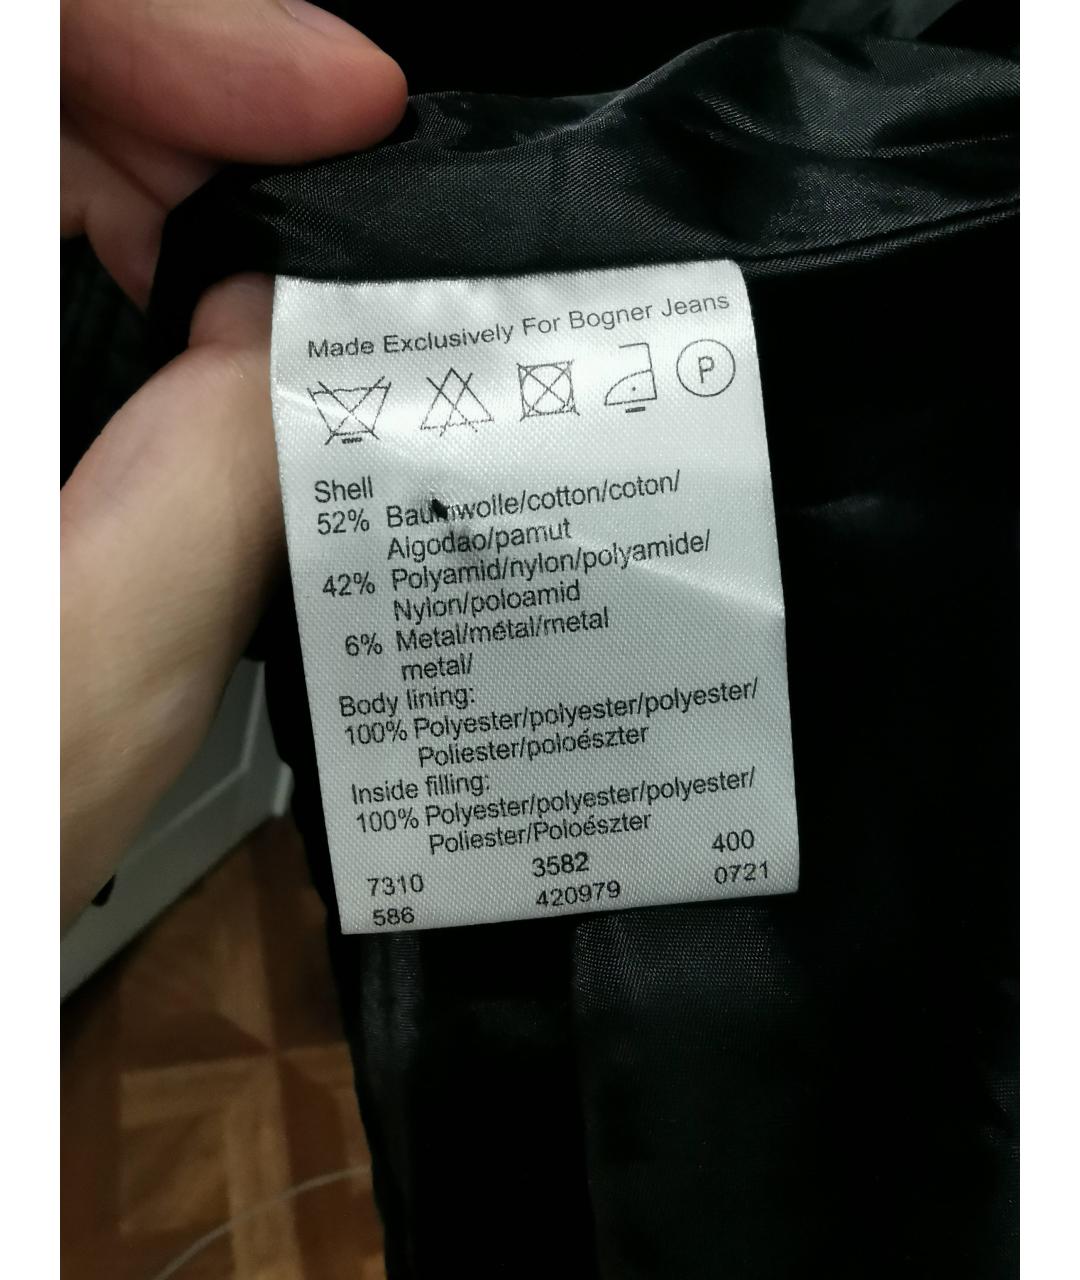 Made Exclusively For Bogner Jeans
P
Shell
52% Baumwolle/cotton/coton/
Algodao/pamut
42% Polyamid/nylon/polyamide/
Nylon/poloamid
6% Metal/métal/metal
metal/
Body lining:
100% Polyester/polyester/polyester/
Poliester/poloészter
Inside filling:
100% Polyester/polyester/polyester/
Poliester/Poloészter
7310 3582 400
586 420979 0721